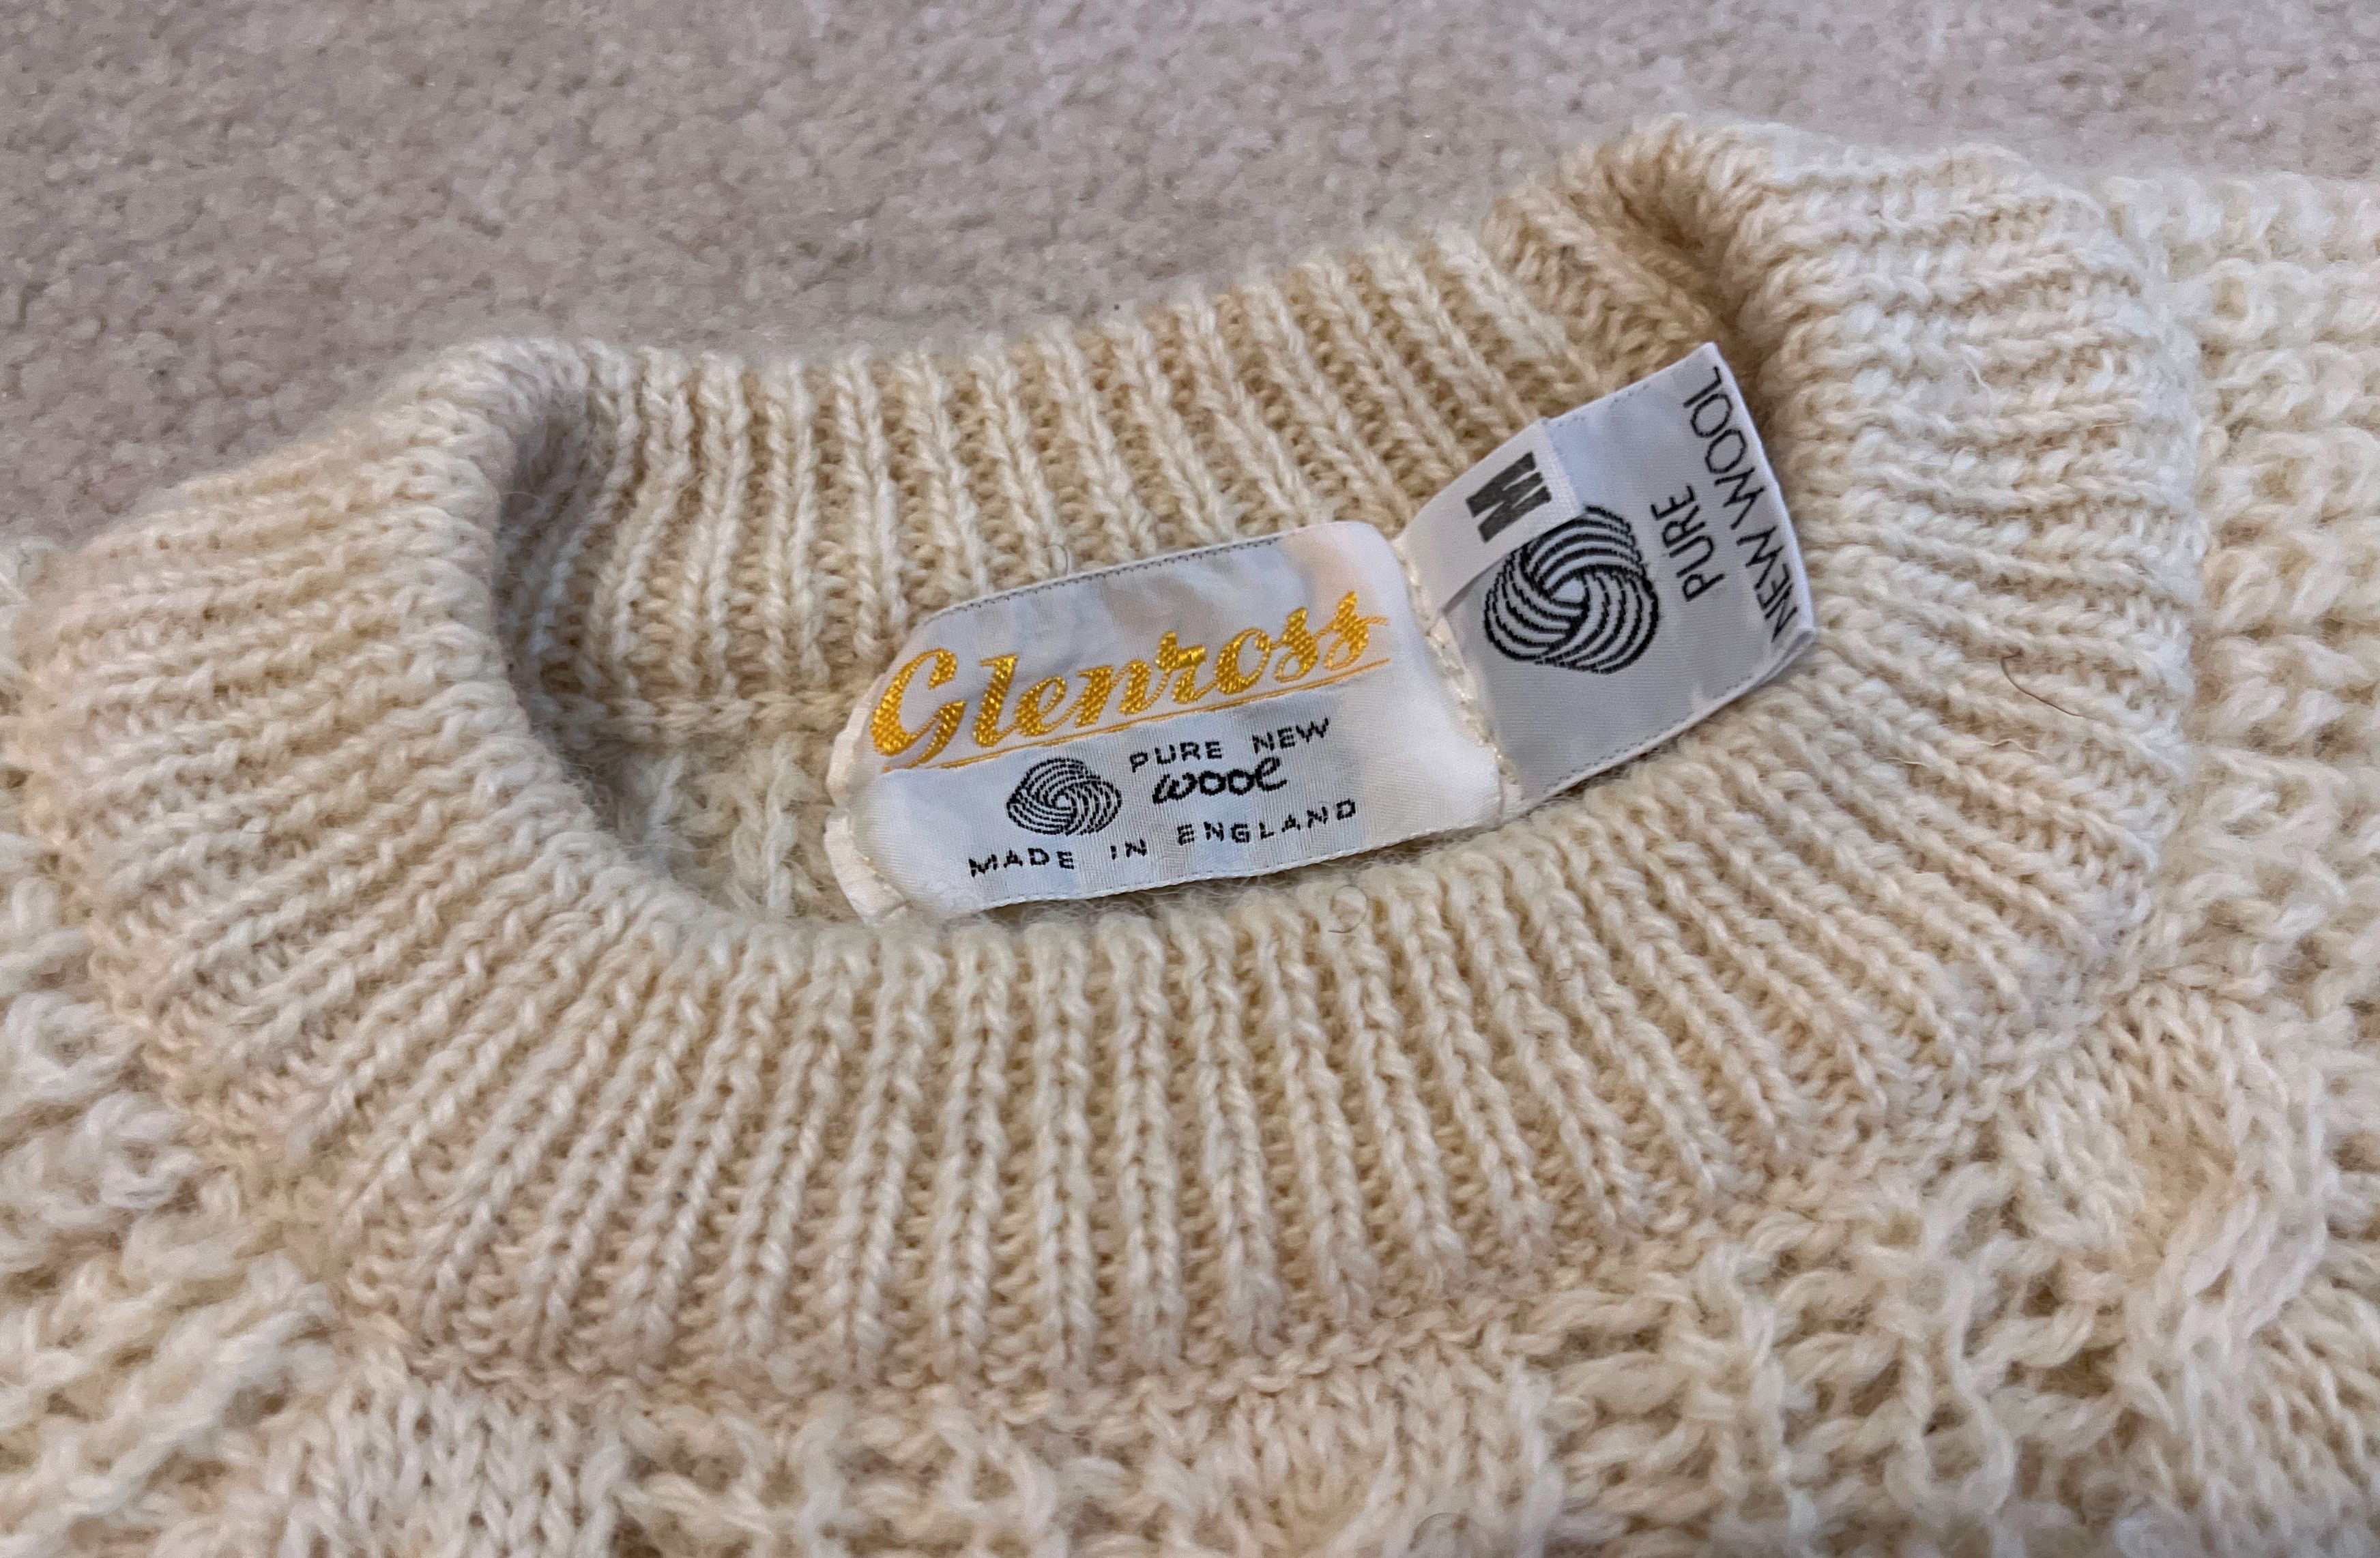 Glenross
PURE NEW
wool
MADE IN ENGLAND
M
PURE
NEW WOOL